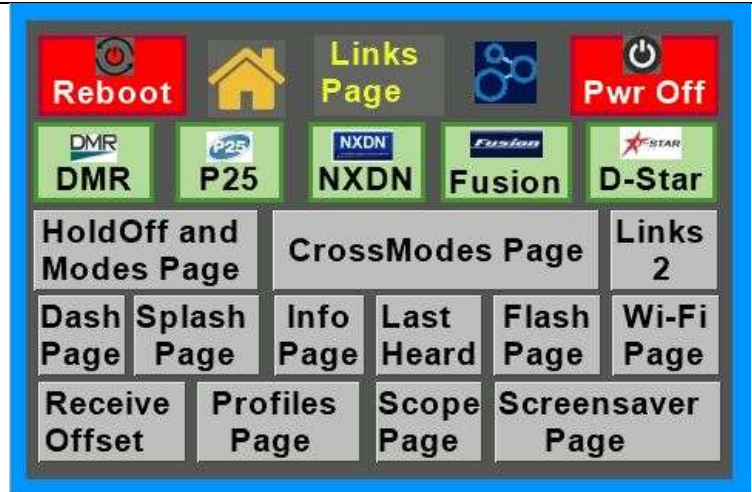 Links
Reboot Page Pwr Off
DMR P25 NXDN Fusion D-STAR
DMR P25 NXDN Fusion D-Star
HoldOff and Links
Modes Page CrossModes Page 2
Dash Splash Info Last Flash Wi-Fi
Page Page Page Heard Page Page
Receive Profiles Scope Screensaver
Offset Page Page Page